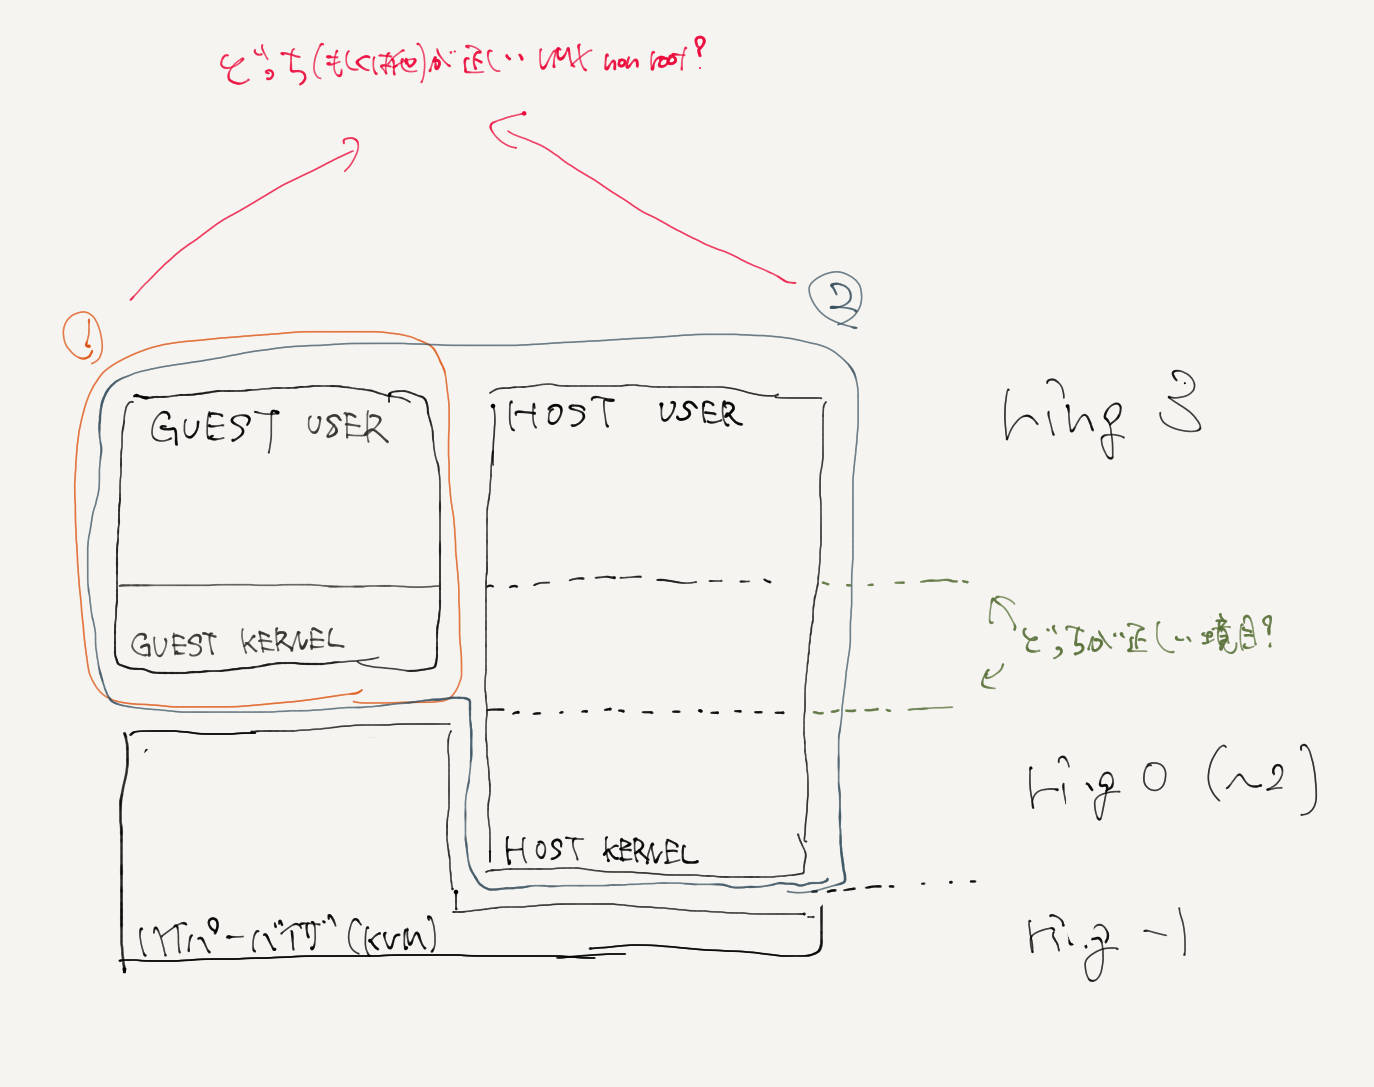 どっち(もしくは他)が正しい VMX non root?
1
2
GUEST USER
HOST USER
ring 3
GUEST KERNEL
どっちが正しい境目?
ring 0 (~2)
HOST KERNEL
ハイパーバイザ (KVM)
ring -1